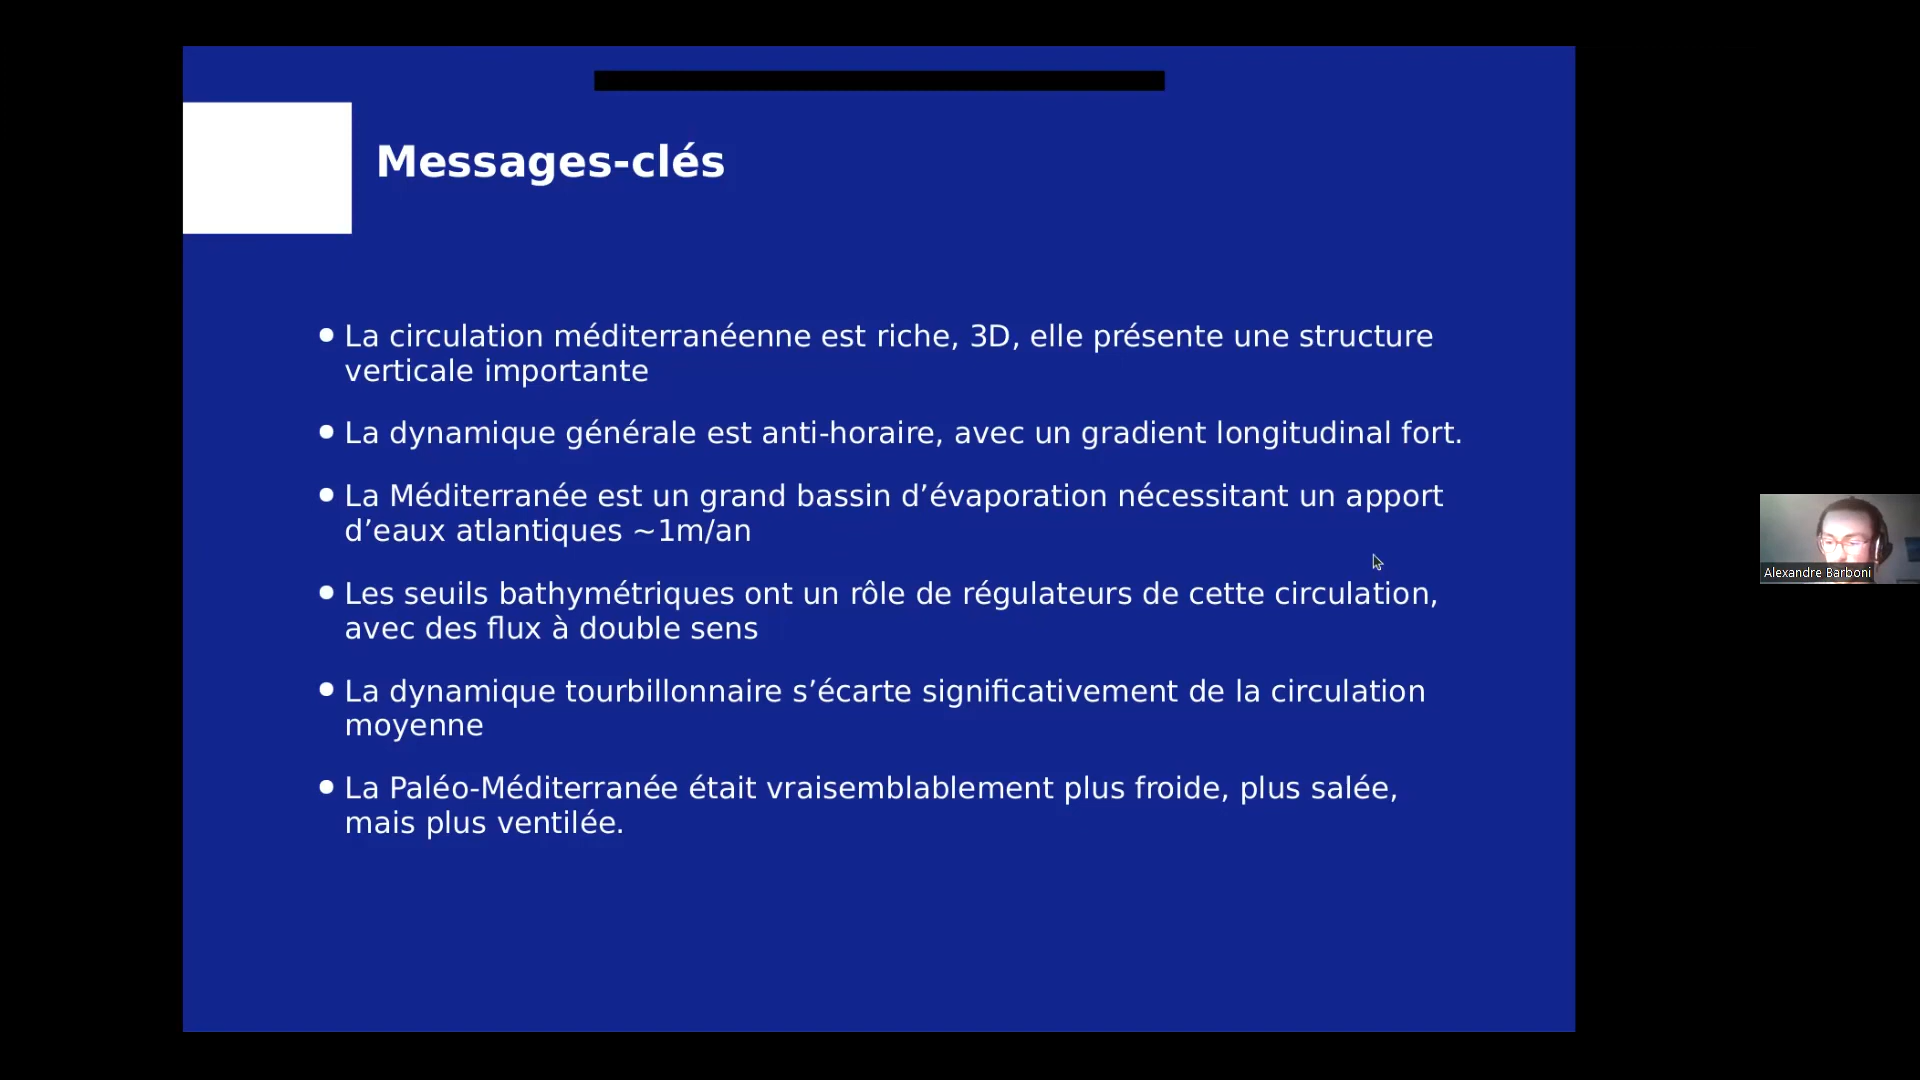 Messages-clés
La circulation méditerranéenne est riche, 3D, elle présente une structure
verticale importante
La dynamique générale est anti-horaire, avec un gradient longitudinal fort.
La Méditerranée est un grand bassin d’évaporation nécessitant un apport
d’eaux atlantiques ~1m/an
Les seuils bathymétriques ont un rôle de régulateurs de cette circulation,
avec des flux à double sens
La dynamique tourbillonnaire s’écarte significativement de la circulation
moyenne
La Paléo-Méditerranée était vraisemblablement plus froide, plus salée,
mais plus ventilée.
Alexandre Barboni